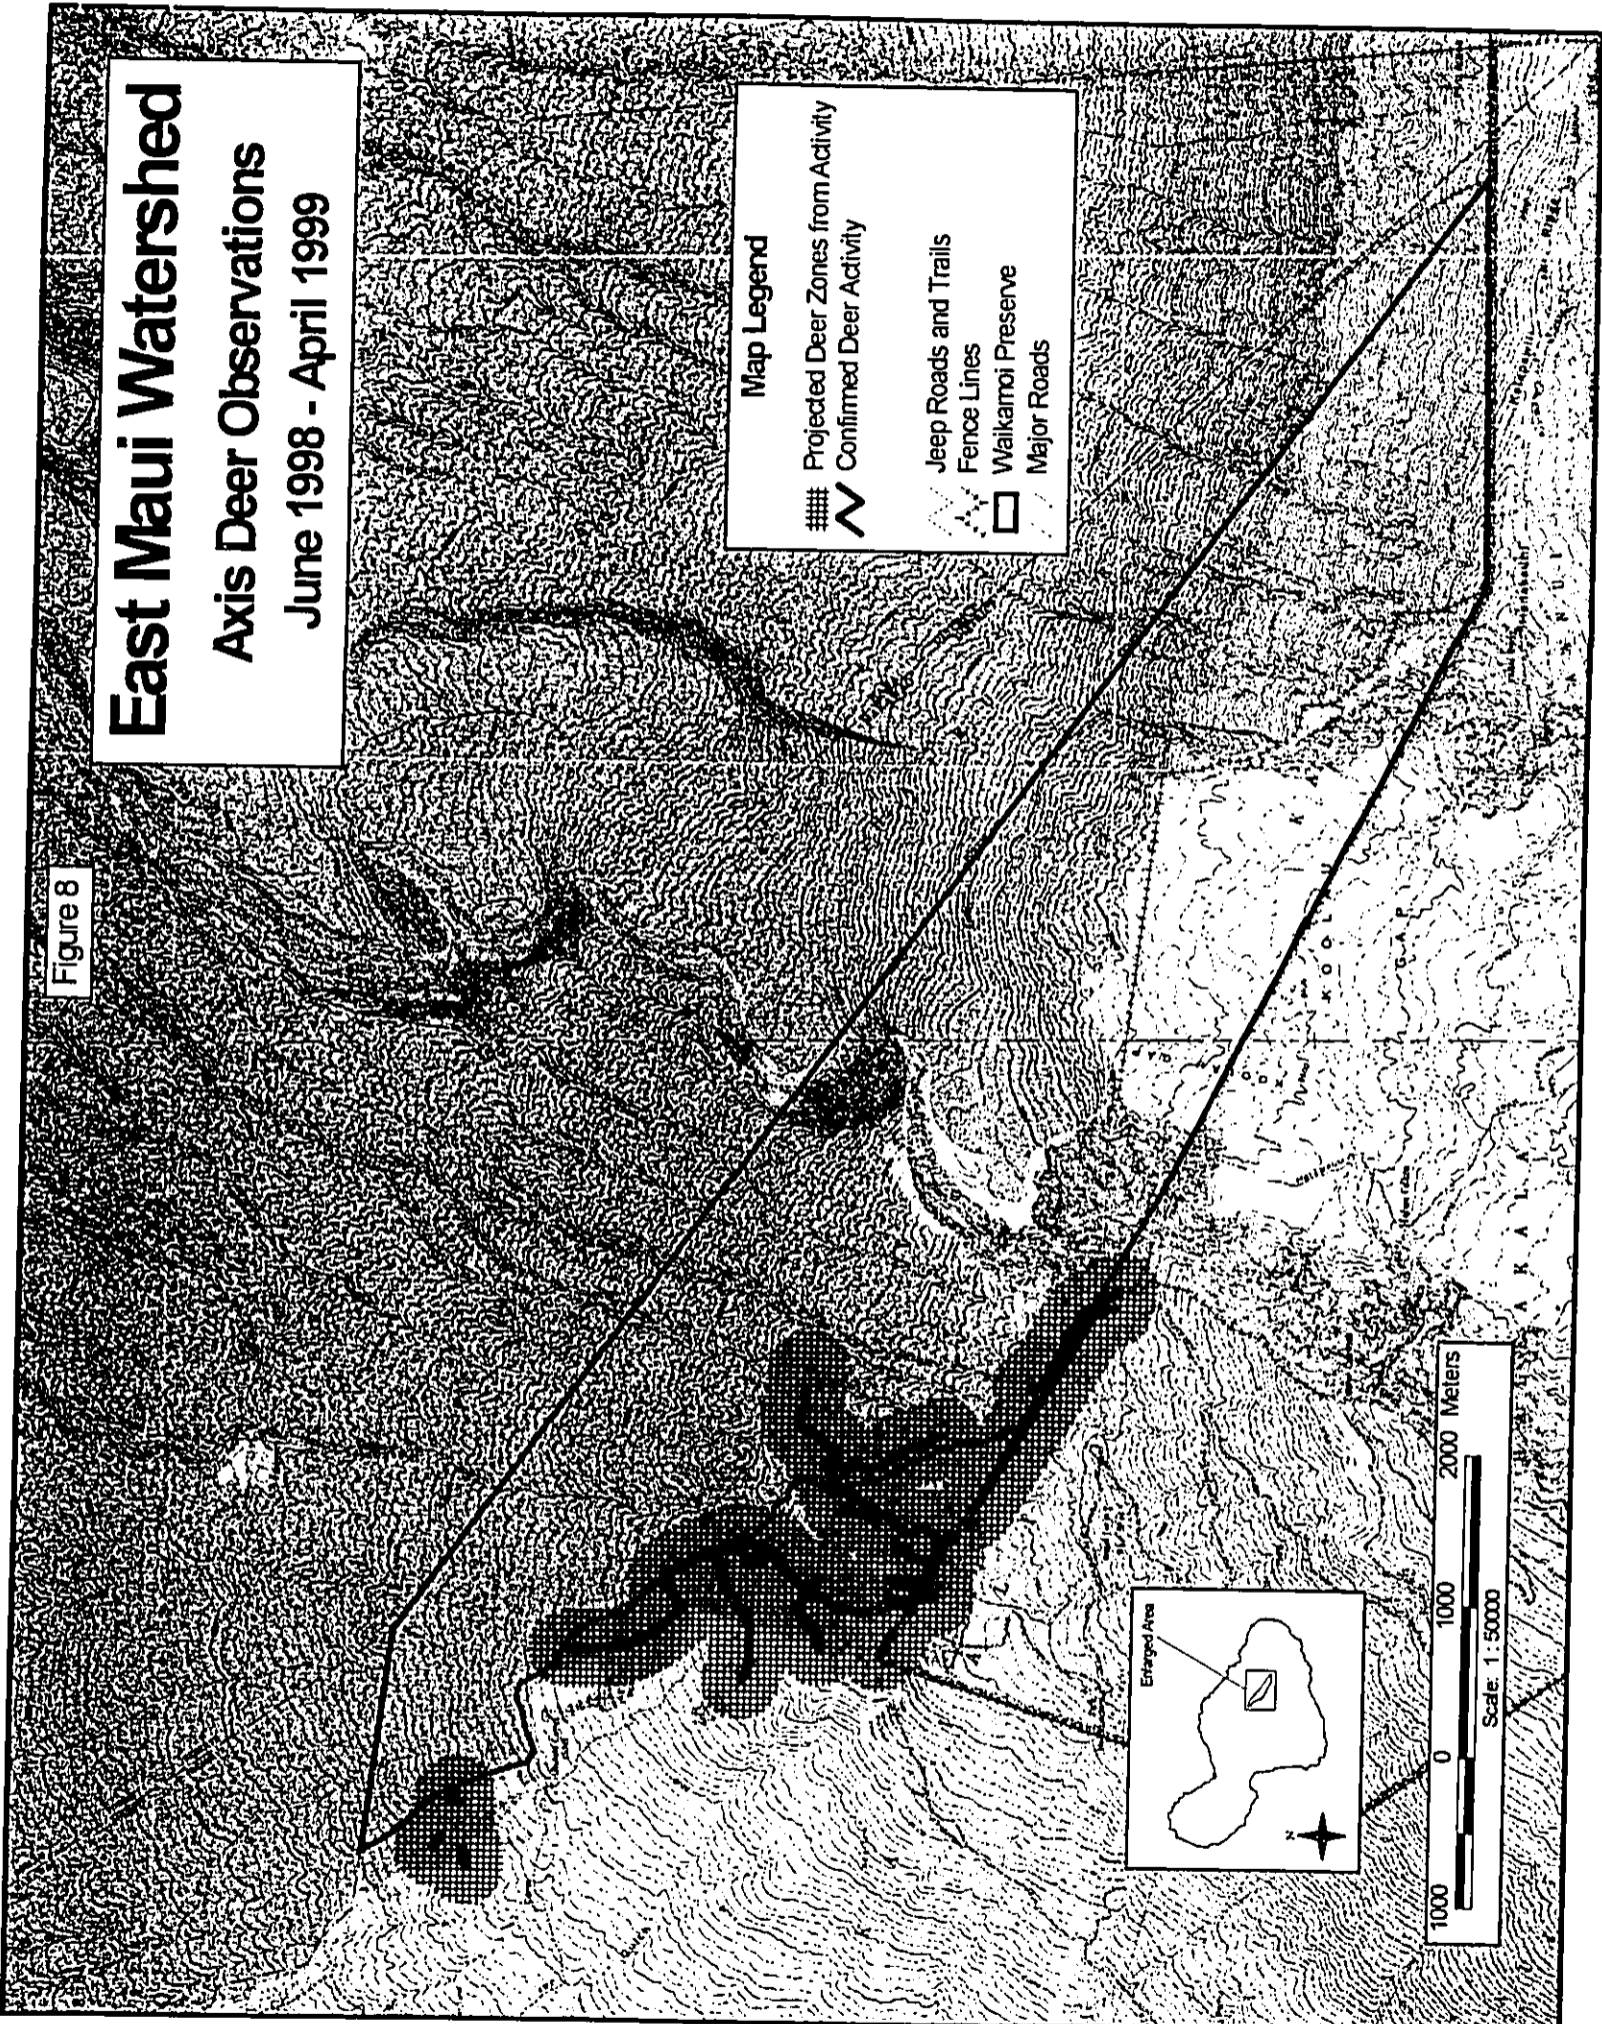 Figure 8
East Maui Watershed
Axis Deer Observations
June 1998 - April 1999
Map Legend
Projected Deer Zones from Activity
Confirmed Deer Activity
Jeep Roads and Trails
Fence Lines
Waikamoi Preserve
Major Roads
K O O L A U
G A P
Enlarged Area
N
1000 0 1000 2000 Meters
Scale: 1:50000